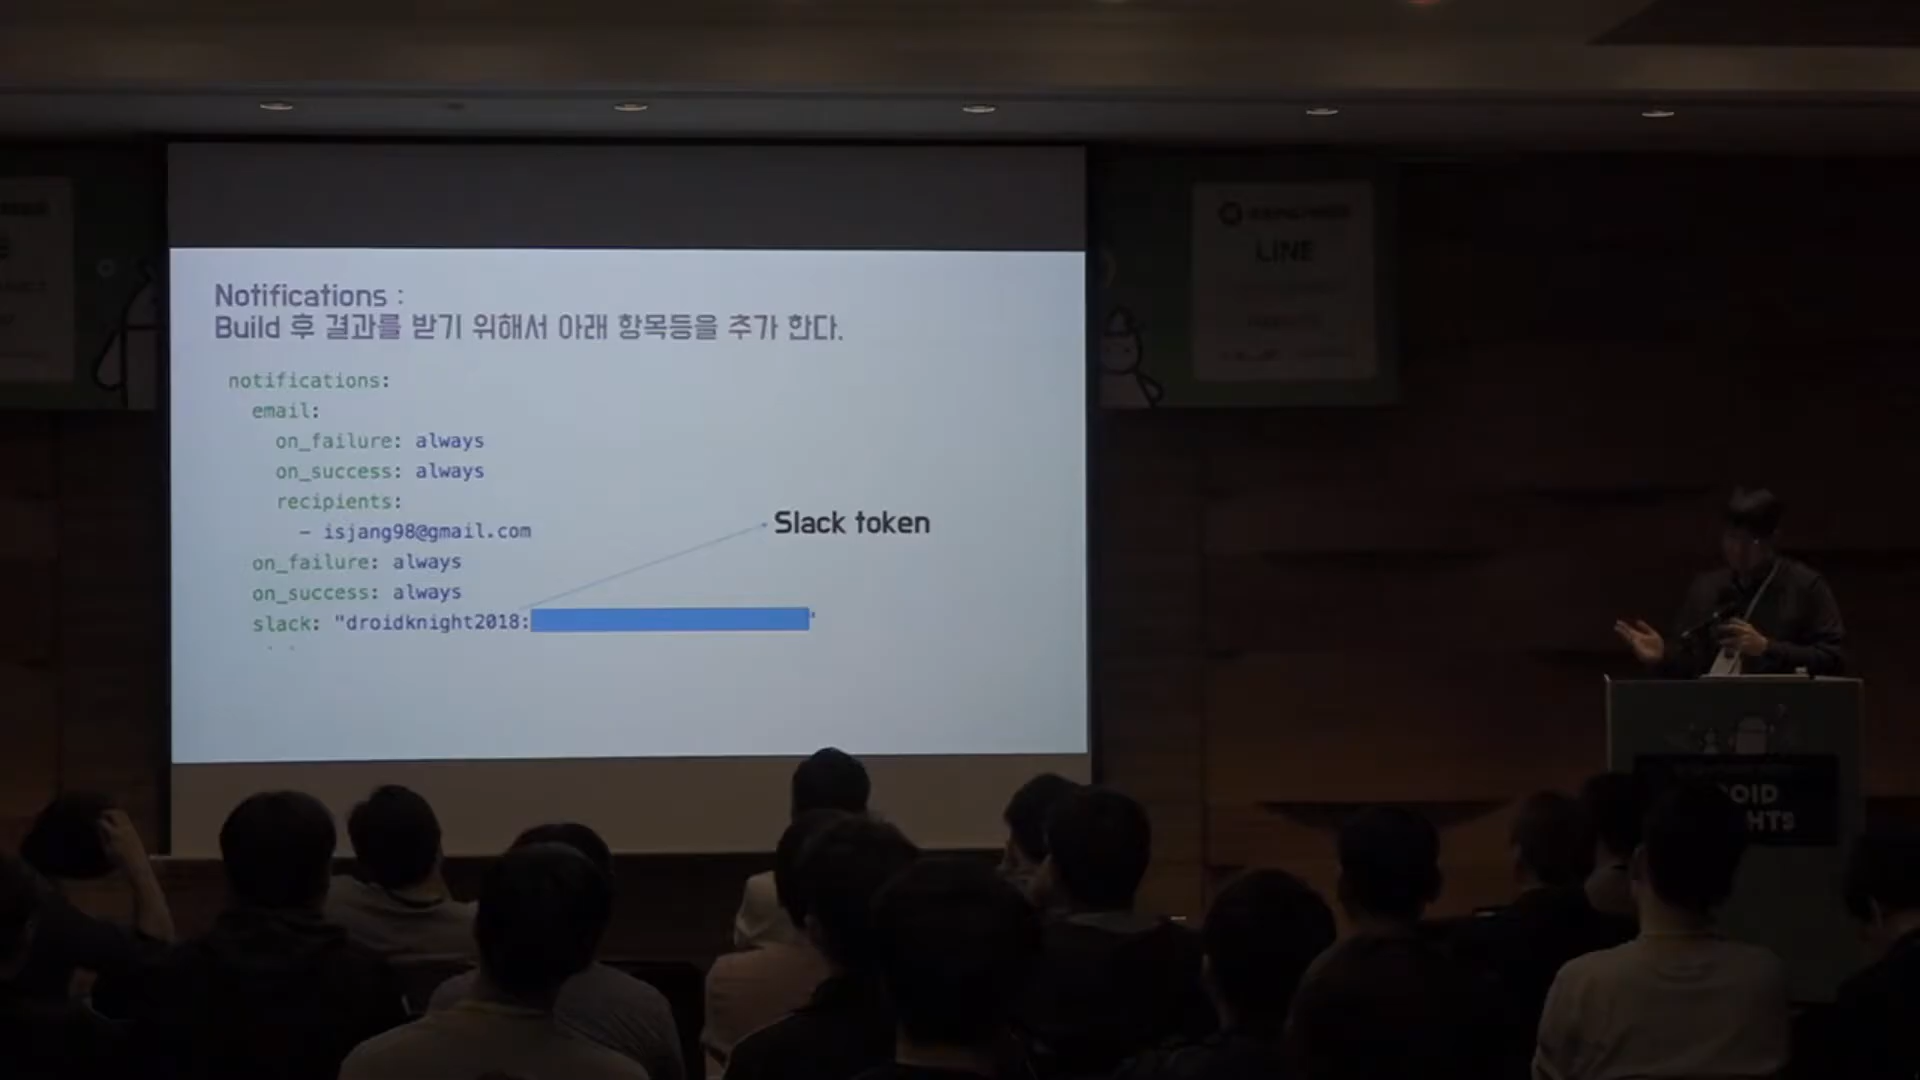 Notifications :
Build 후 결과를 받기 위해서 아래 항목등을 추가 한다.
notifications:
email:
on_failure: always
on_success: always
recipients:
- isjang98@gmail.com
on_failure: always
on_success: always
slack: "droidknight2018:
Slack token
LINE